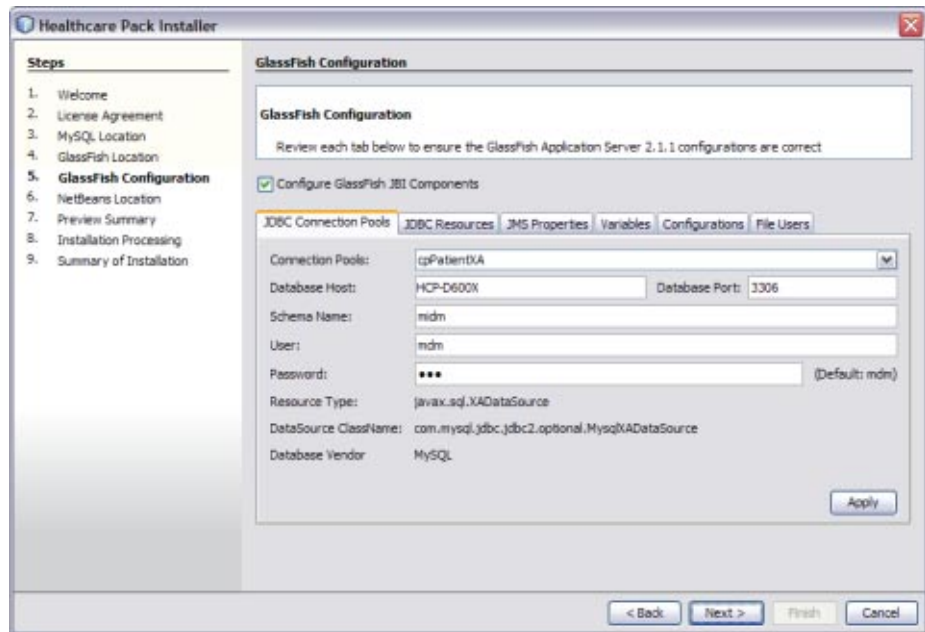 Healthcare Pack Installer
Steps
1. Welcome
2. License Agreement
3. MySQL Location
4. GlassFish Location
5. GlassFish Configuration
6. NetBeans Location
7. Preview Summary
8. Installation Processing
9. Summary of Installation
GlassFish Configuration
GlassFish Configuration
Review each tab below to ensure the GlassFish Application Server 2.1.1 configurations are correct
Configure GlassFish JBI Components
JDBC Connection Pools JDBC Resources JMS Properties Variables Configurations File Users
Connection Pools: cpPatientXA
Database Host: HCP-D600X Database Port: 3306
Schema Name: midm
User: mdm
Password: ••• (Default: mdm)
Resource Type: javax.sql.XADataSource
DataSource ClassName: com.mysql.jdbc.jdbc2.optional.MysqlXADataSource
Database Vendor MySQL
Apply
< Back Next > Finish Cancel